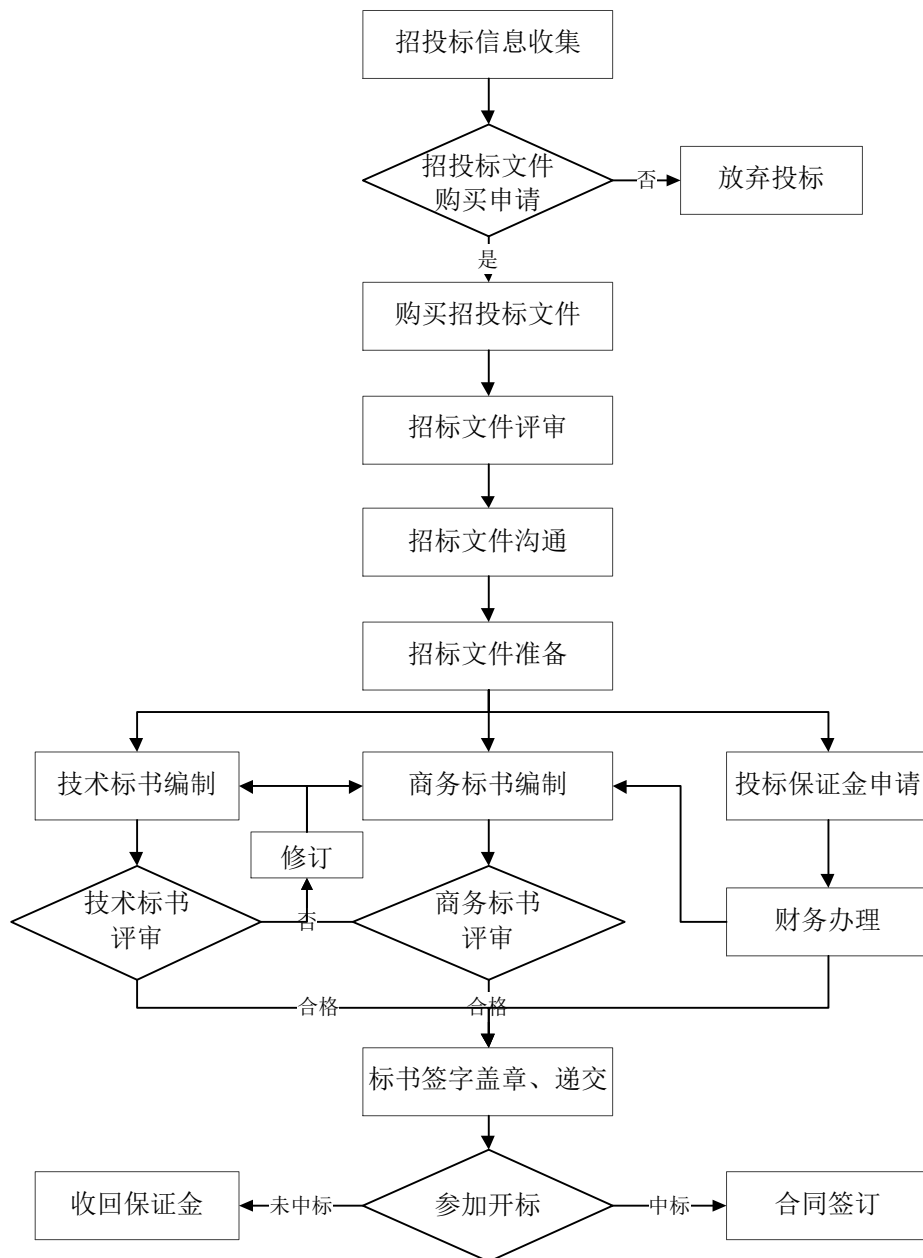 招投标信息收集
招投标文件
购买申请
否
放弃投标
是
购买招投标文件
招标文件评审
招标文件沟通
招标文件准备
技术标书编制
商务标书编制
投标保证金申请
修订
技术标书
评审
否
商务标书
评审
财务办理
合格
合格
标书签字盖章、递交
收回保证金
未中标
参加开标
中标
合同签订